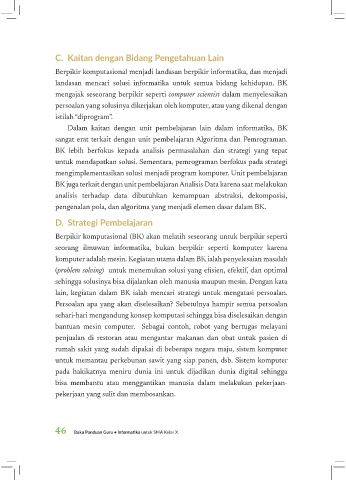 C. Kaitan dengan Bidang Pengetahuan Lain
Berpikir komputasional menjadi landasan berpikir informatika, dan menjadi
landasan mencari solusi informatika untuk semua bidang kehidupan. BK
mengajak seseorang berpikir seperti computer scientist dalam menyelesaikan
persoalan yang solusinya dikerjakan oleh komputer, atau yang dikenal dengan
istilah “diprogram”.
Dalam kaitan dengan unit pembelajaran lain dalam informatika, BK
sangat erat terkait dengan unit pembelajaran Algoritma dan Pemrograman.
BK lebih berfokus kepada analisis permasalahan dan strategi yang tepat
untuk mendapatkan solusi. Sementara, pemrograman berfokus pada strategi
mengimplementasikan solusi menjadi program komputer. Unit pembelajaran
BK juga terkait dengan unit pembelajaran Analisis Data karena saat melakukan
analisis terhadap data dibutuhkan kemampuan abstraksi, dekomposisi,
pengenalan pola, dan algoritma yang menjadi elemen dasar dalam BK.
D. Strategi Pembelajaran
Berpikir komputasional (BK) akan melatih seseorang untuk berpikir seperti
seorang ilmuwan informatika, bukan berpikir seperti komputer karena
komputer adalah mesin. Kegiatan utama dalam BK ialah penyelesaian masalah
(problem solving) untuk menemukan solusi yang efisien, efektif, dan optimal
sehingga solusinya bisa dijalankan oleh manusia maupun mesin. Dengan kata
lain, kegiatan dalam BK ialah mencari strategi untuk mengatasi persoalan.
Persoalan apa yang akan diselesaikan? Sebetulnya hampir semua persoalan
sehari-hari mengandung konsep komputasi sehingga bisa diselesaikan dengan
bantuan mesin computer. Sebagai contoh, robot yang bertugas melayani
penjualan di restoran atau mengantar makanan dan obat untuk pasien di
rumah sakit yang sudah dipakai di beberapa negara maju, sistem komputer
untuk memantau perkebunan sawit yang siap panen, dsb. Sistem komputer
pada hakikatnya meniru dunia ini untuk dijadikan dunia digital sehingga
bisa membantu atau menggantikan manusia dalam melakukan pekerjaan-
pekerjaan yang sulit dan membosankan.
46 Buku Panduan Guru • Informatika untuk SMA Kelas X